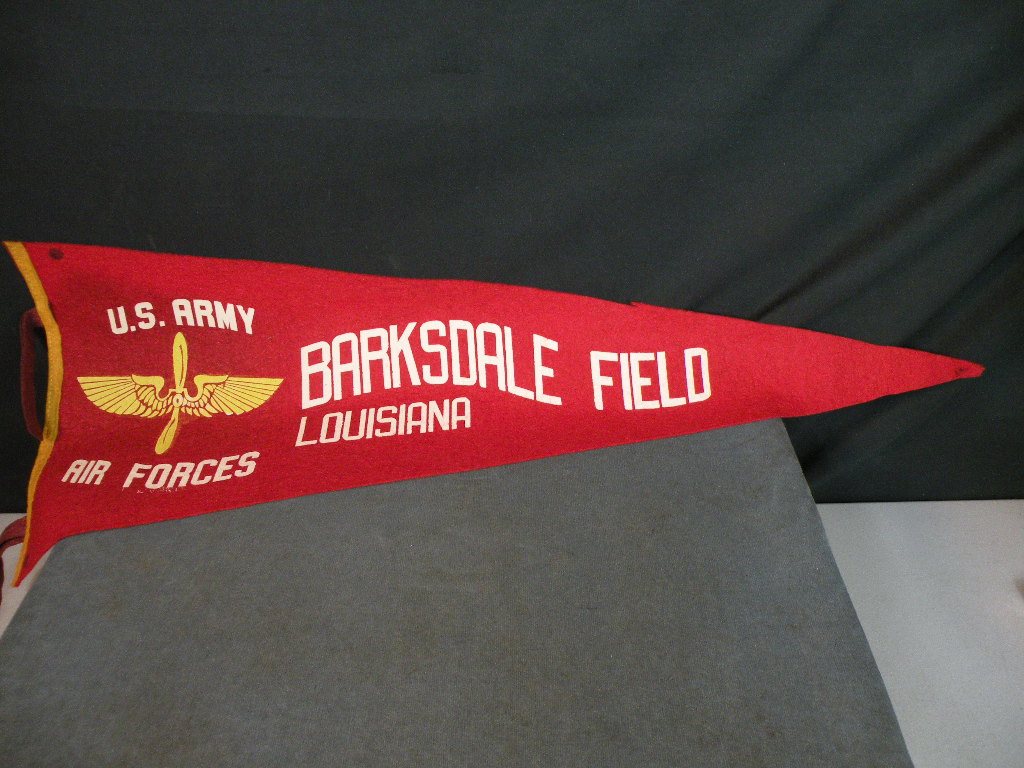 U.S. ARMY
AIR FORCES
BARKSDALE FIELD
LOUISIANA